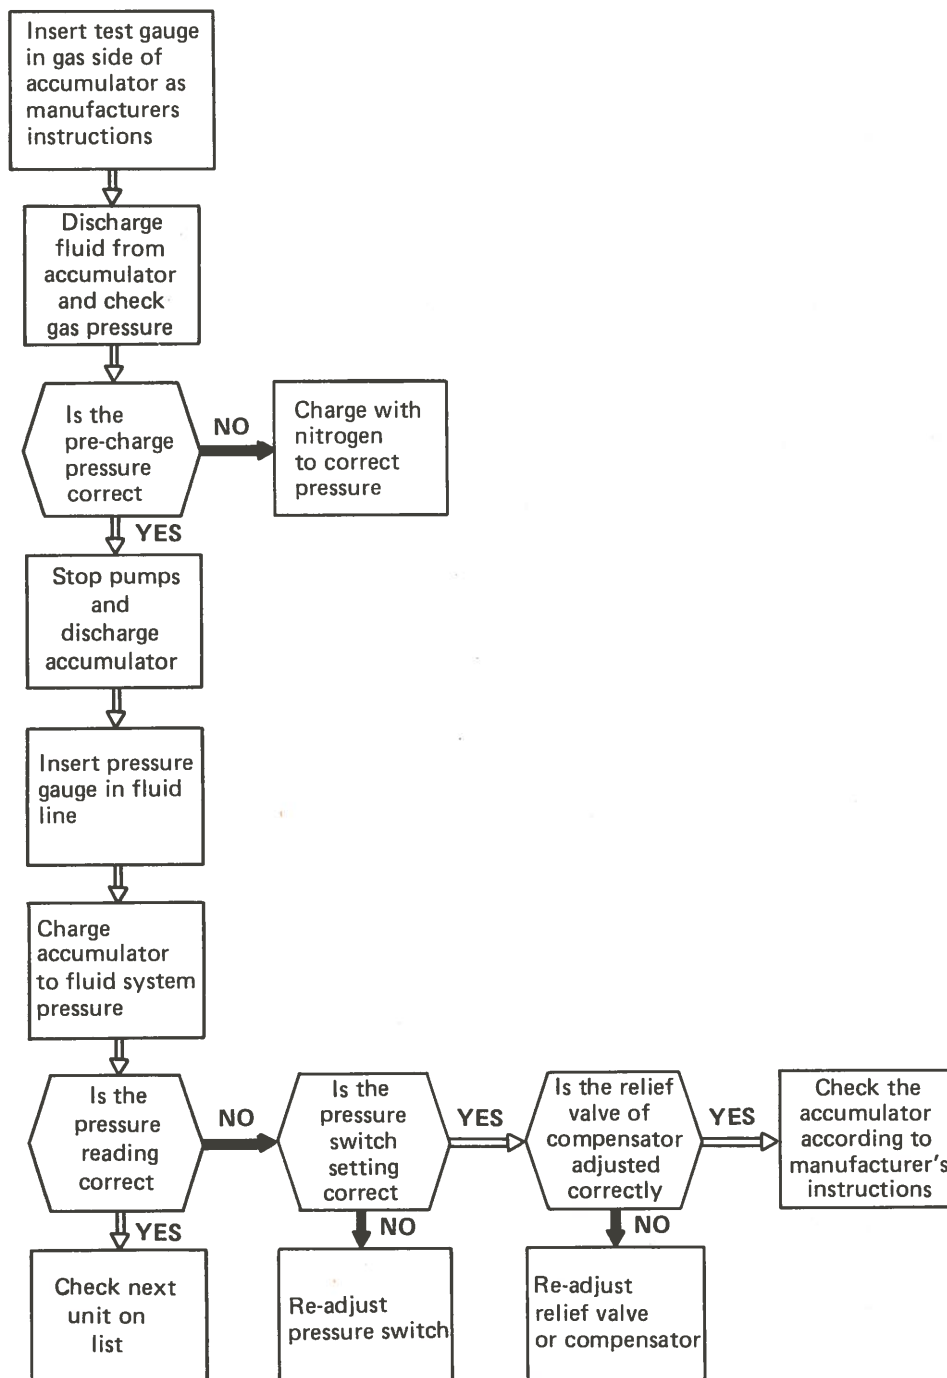 Insert test gauge
in gas side of
accumulator as
manufacturers
instructions
Discharge
fluid from
accumulator
and check
gas pressure
Is the
pre-charge
pressure
correct
NO
Charge with
nitrogen
to correct
pressure
YES
Stop pumps
and
discharge
accumulator
Insert pressure
gauge in fluid
line
Charge
accumulator
to fluid system
pressure
Is the
pressure
reading
correct
NO
Is the
pressure
switch
setting
correct
YES
Is the relief
valve of
compensator
adjusted
correctly
YES
Check the
accumulator
according to
manufacturer's
instructions
YES
Check next
unit on
list
NO
Re-adjust
pressure switch
NO
Re-adjust
relief valve
or compensator